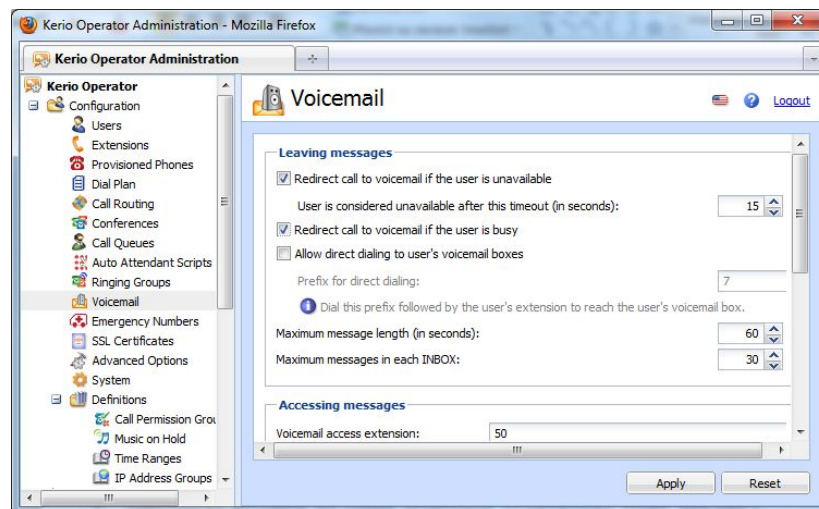 Kerio Operator Administration - Mozilla Firefox
Kerio Operator Administration
Kerio Operator
Configuration
Users
Extensions
Provisioned Phones
Dial Plan
Call Routing
Conferences
Call Queues
Auto Attendant Scripts
Ringing Groups
Voicemail
Emergency Numbers
SSL Certificates
Advanced Options
System
Definitions
Call Permission Grou
Music on Hold
Time Ranges
IP Address Groups
Voicemail
Logout
Leaving messages
Redirect call to voicemail if the user is unavailable
User is considered unavailable after this timeout (in seconds): 15
Redirect call to voicemail if the user is busy
Allow direct dialing to user's voicemail boxes
Prefix for direct dialing: 7
Dial this prefix followed by the user's extension to reach the user's voicemail box.
Maximum message length (in seconds): 60
Maximum messages in each INBOX: 30
Accessing messages
Voicemail access extension: 50
Apply Reset